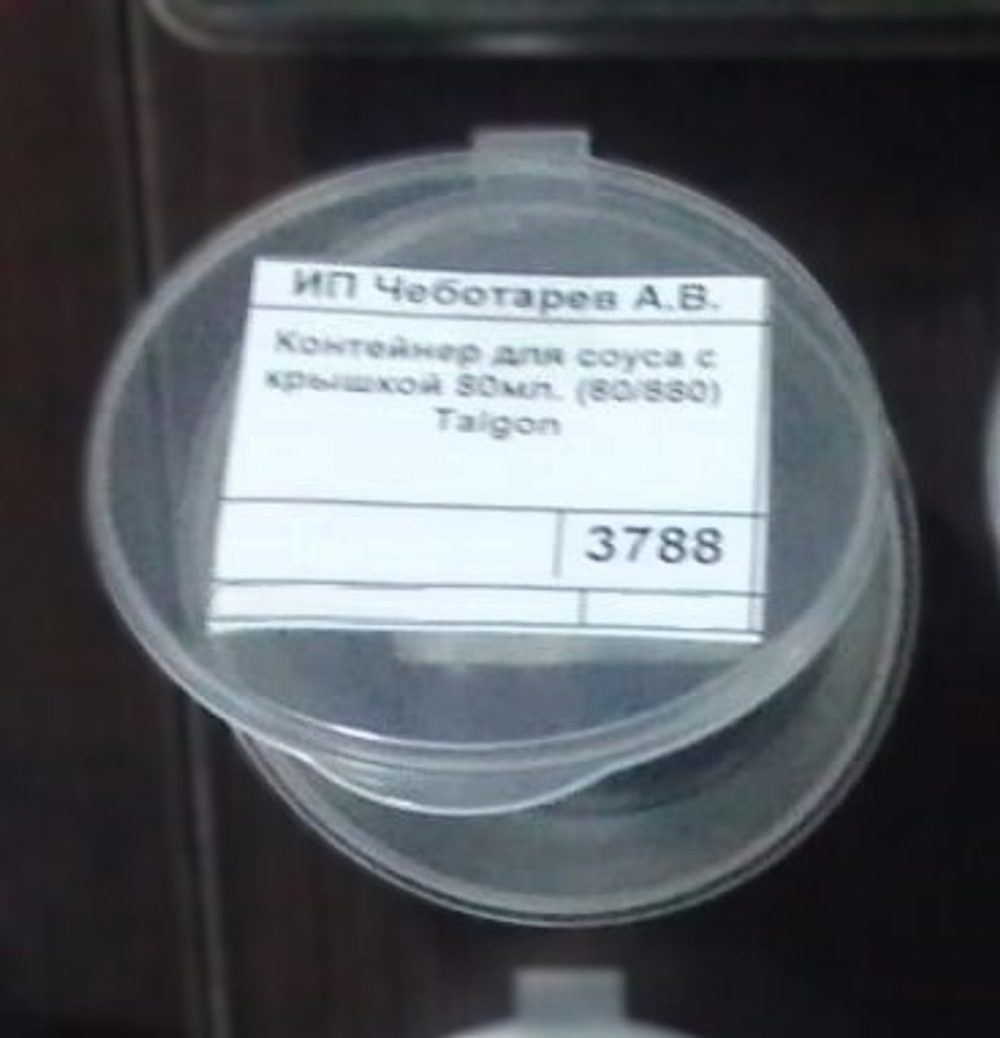 ИП Чеботарев А.В.
Контейнер для соуса с
крышкой 80мл. (80/880)
Taigon
3788